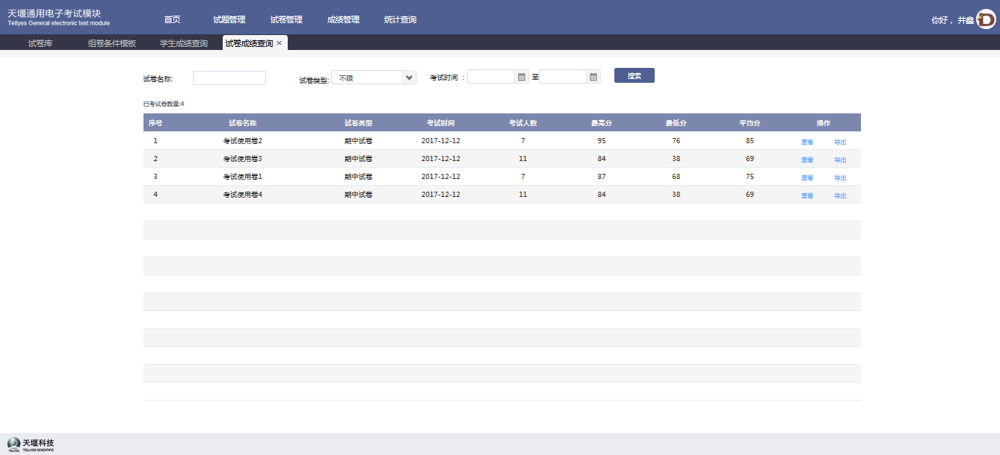 天堰通用电子考试模块
Tellyes General electronic test module
首页 试题管理 试卷管理 成绩管理 统计查询
你好， 井鑫
试卷库 组卷条件模板 学生成绩查询 试卷成绩查询 ×
试卷名称: 试卷类型: 不限 考试时间 : 至 搜索
已考试卷数量:4
序号 试卷名称 试卷类型 考试时间 考试人数 最高分 最低分 平均分 操作
1 考试使用卷2 期中试卷 2017-12-12 7 95 76 85 查看 导出
2 考试使用卷3 期中试卷 2017-12-12 11 84 38 69 查看 导出
3 考试使用卷1 期中试卷 2017-12-12 7 87 68 75 查看 导出
4 考试使用卷4 期中试卷 2017-12-12 11 84 38 69 查看 导出
天堰科技
TELLYES TELLYES SCIENTIFIC